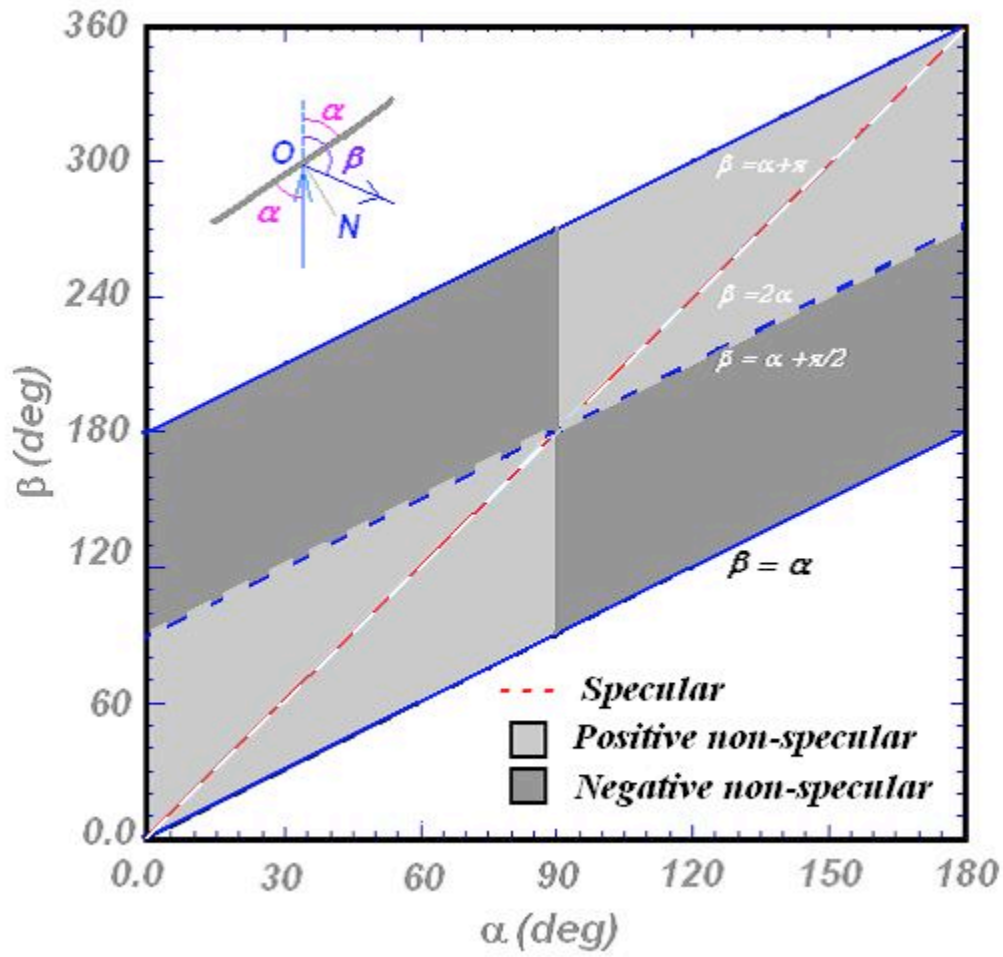 360
300
240
180
120
60
0.0
β (deg)
α
O
β
α
N
β = α+π
β = 2α
β = α + π/2
β = α
Specular
Positive non-specular
Negative non-specular
0.0 30 60 90 120 150 180
α (deg)